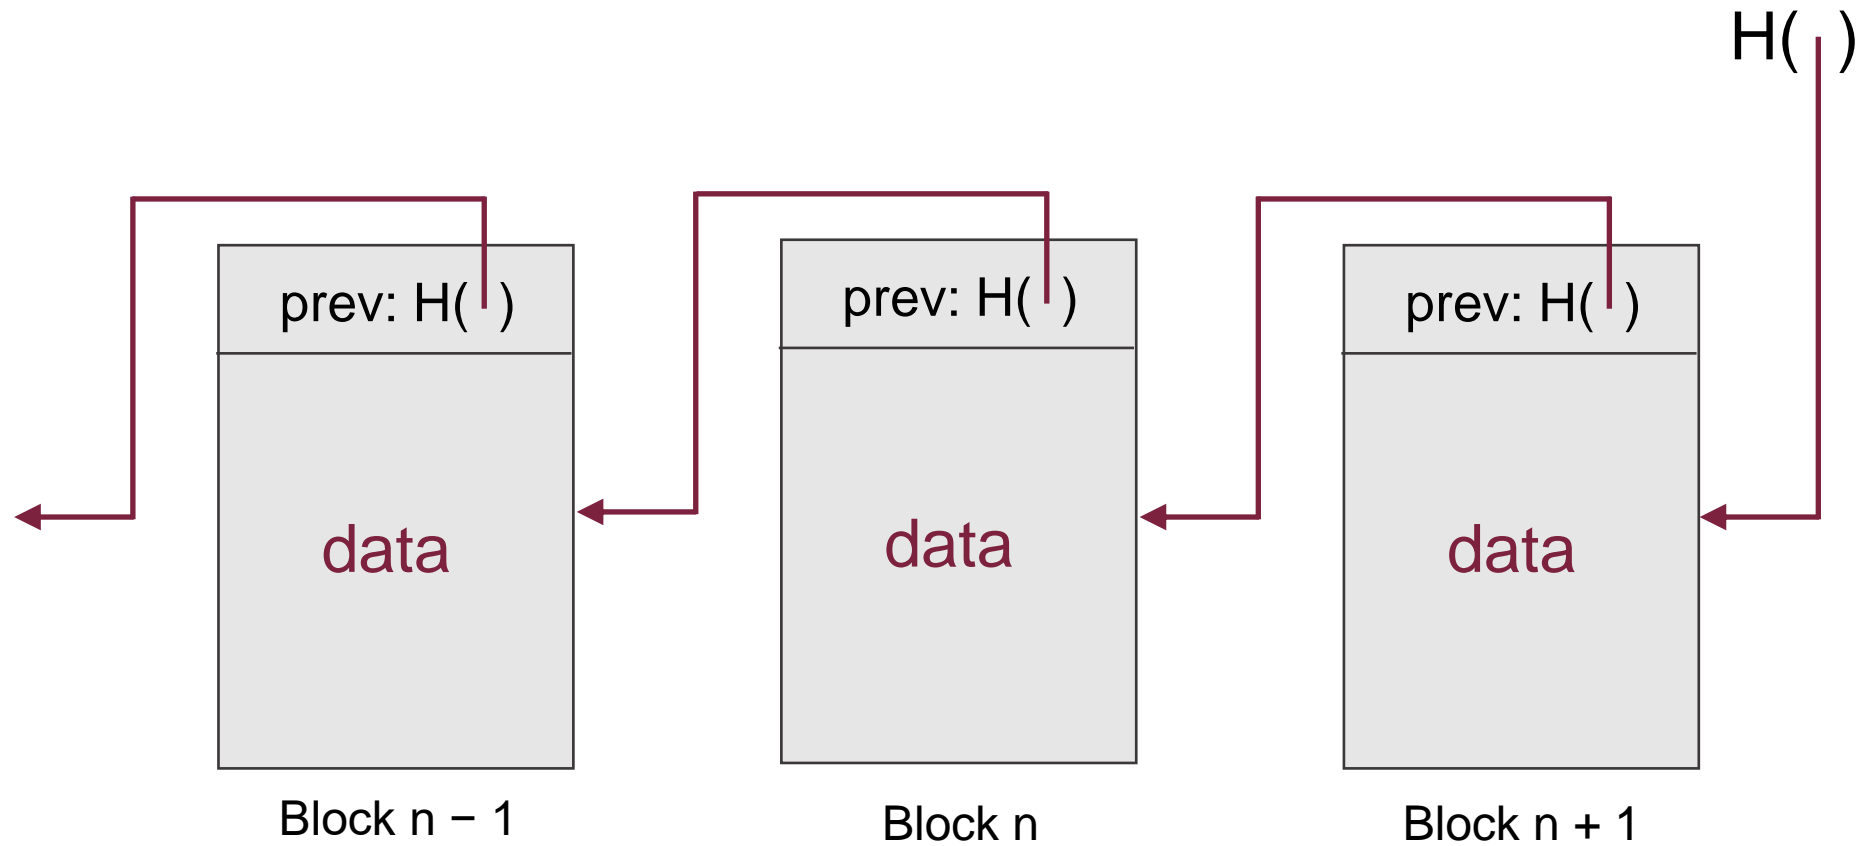 H( )
prev: H( )
prev: H( )
prev: H( )
data
data
data
Block n − 1
Block n
Block n + 1